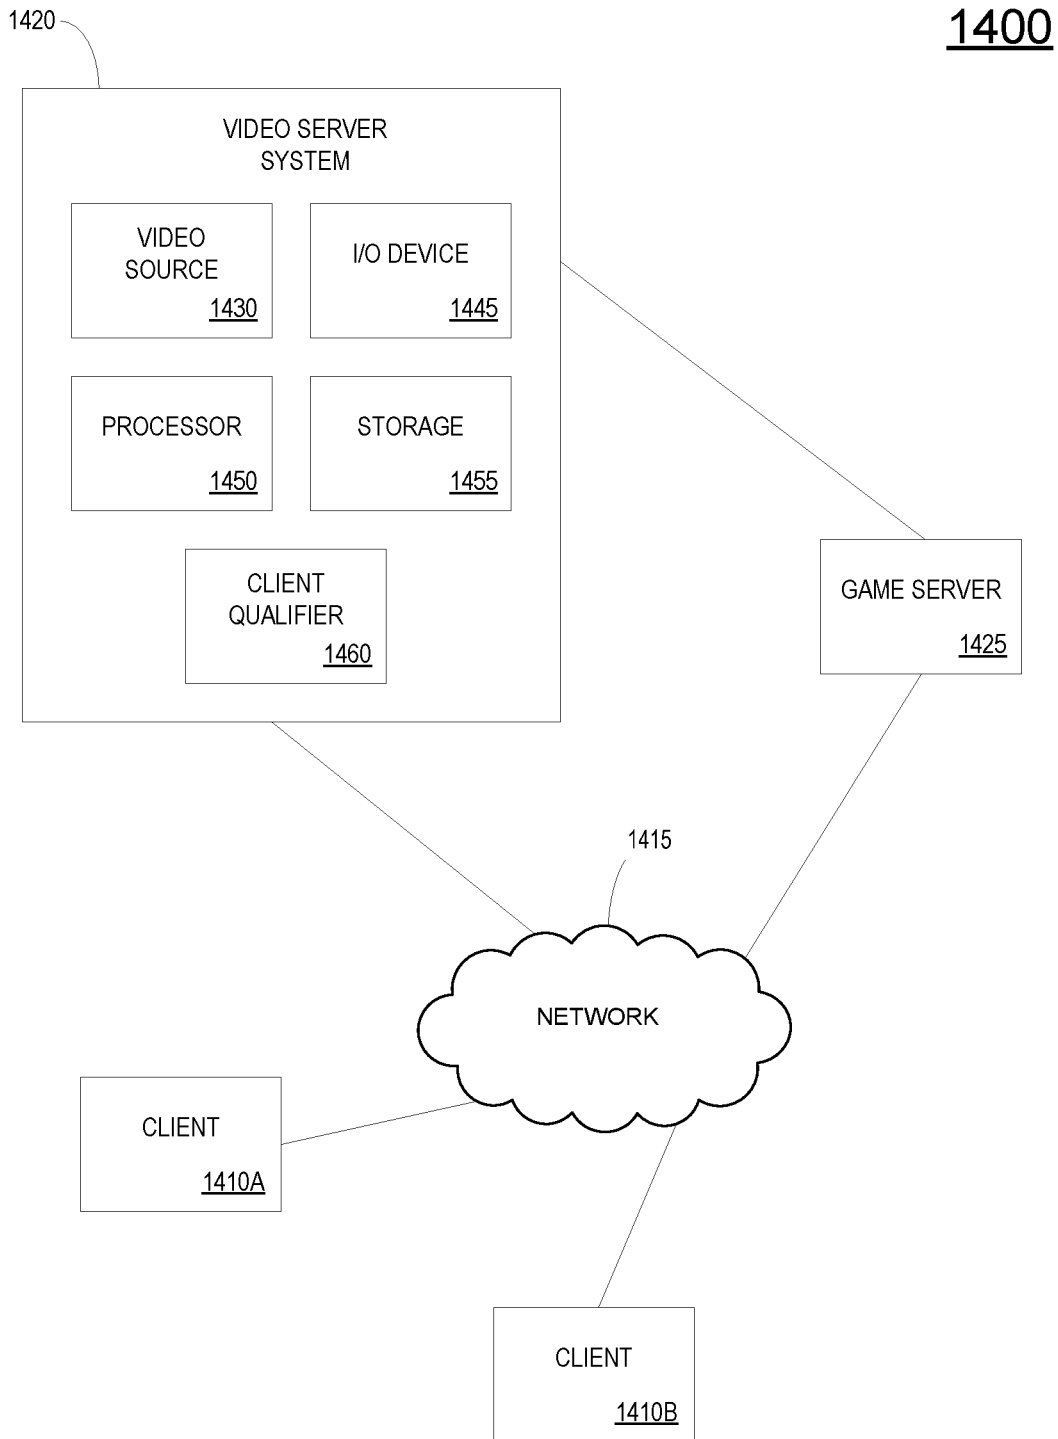 1420
1400
VIDEO SERVER
SYSTEM
VIDEO
SOURCE
1430
I/O DEVICE
1445
PROCESSOR
1450
STORAGE
1455
CLIENT
QUALIFIER
1460
GAME SERVER
1425
1415
NETWORK
CLIENT
1410A
CLIENT
1410B